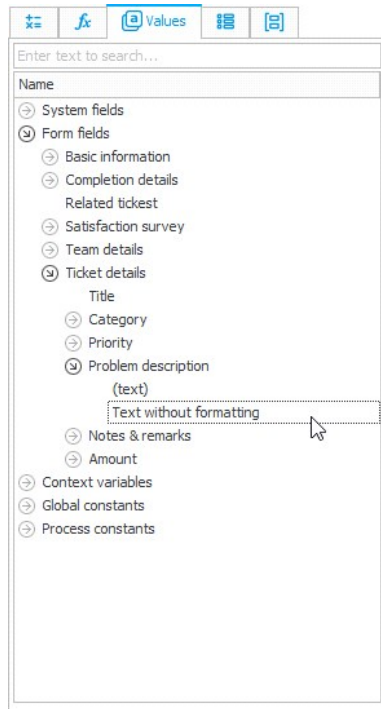 Values
Enter text to search...
Name
System fields
Form fields
Basic information
Completion details
Related tickest
Satisfaction survey
Team details
Ticket details
Title
Category
Priority
Problem description
(text)
Text without formatting
Notes & remarks
Amount
Context variables
Global constants
Process constants